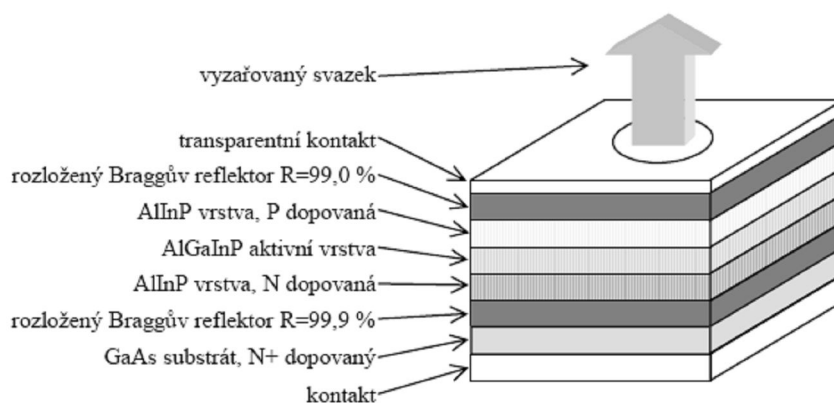 vyzařovaný svazek
transparentní kontakt
rozložený Braggův reflektor R=99,0 %
AlInP vrstva, P dopovaná
AlGaInP aktivní vrstva
AlInP vrstva, N dopovaná
rozložený Braggův reflektor R=99,9 %
GaAs substrát, N+ dopovaný
kontakt